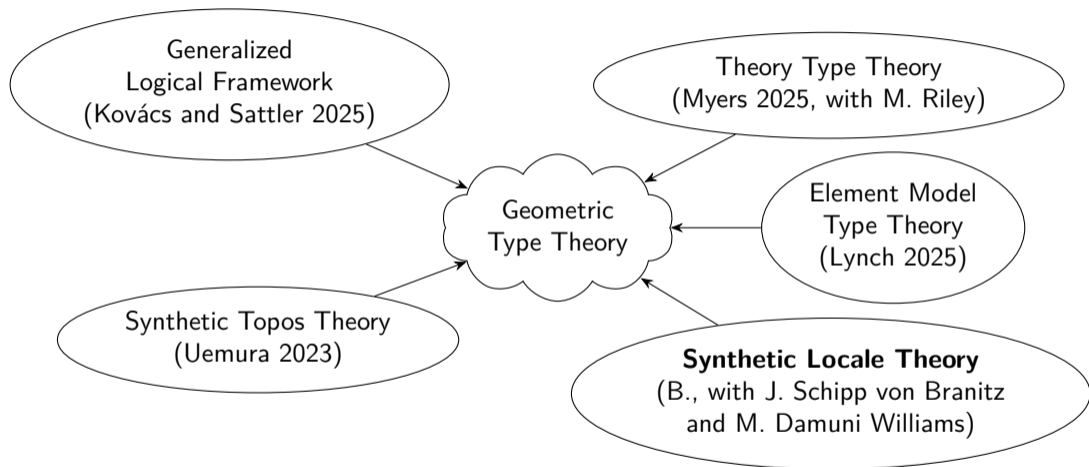 Generalized
Logical Framework
(Kovács and Sattler 2025)
Theory Type Theory
(Myers 2025, with M. Riley)
Geometric
Type Theory
Element Model
Type Theory
(Lynch 2025)
Synthetic Topos Theory
(Uemura 2023)
Synthetic Locale Theory
(B., with J. Schipp von Branitz
and M. Damuni Williams)